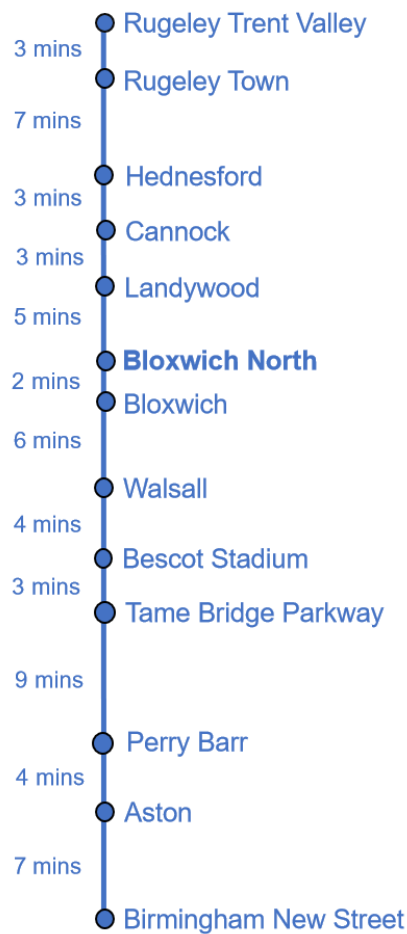 Rugeley Trent Valley
3 mins
Rugeley Town
7 mins
Hednesford
3 mins
Cannock
3 mins
Landywood
5 mins
Bloxwich North
2 mins
Bloxwich
6 mins
Walsall
4 mins
Bescot Stadium
3 mins
Tame Bridge Parkway
9 mins
Perry Barr
4 mins
Aston
7 mins
Birmingham New Street